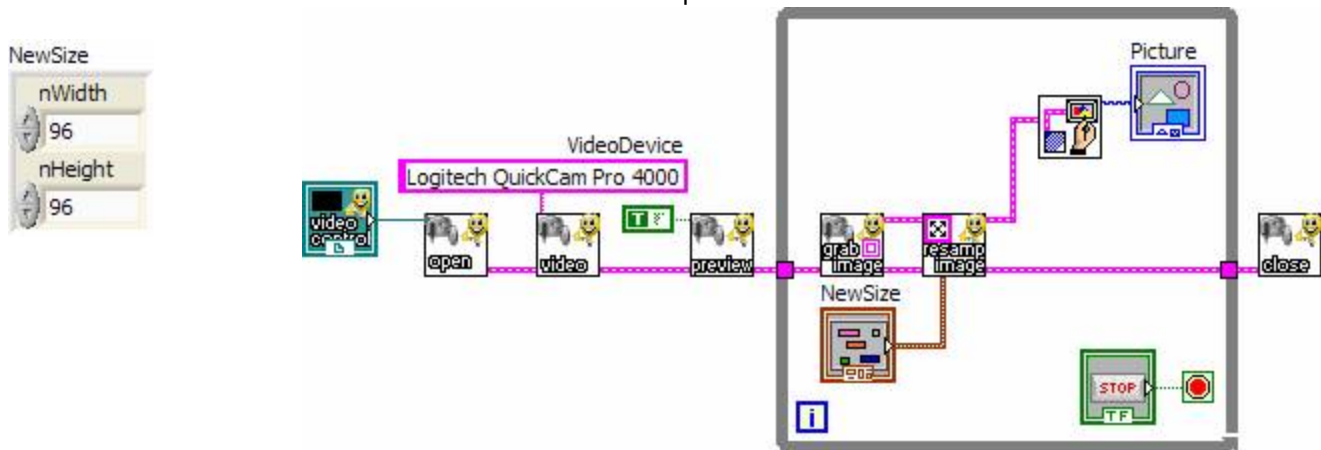 NewSize
nWidth
96
nHeight
96
Picture
VideoDevice
Logitech QuickCam Pro 4000
video
control
open
video
T
preview
grab
image
resamp
image
close
NewSize
STOP
TF
i